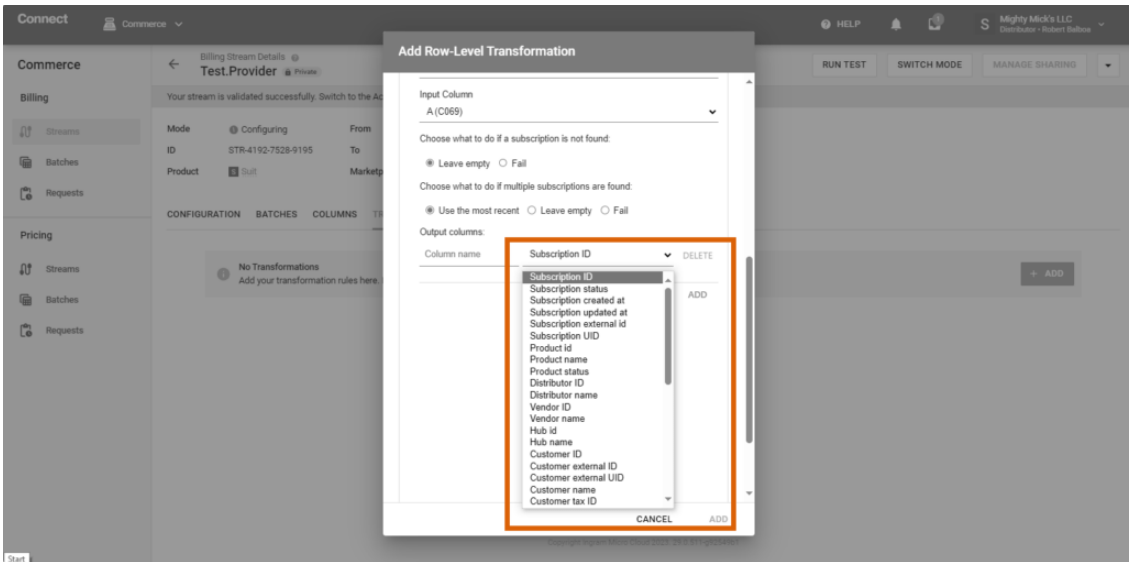 Connect
Commerce
HELP
1
S
Mighty Mick's LLC
Distributor - Robert Balboa
Commerce
Billing
Streams
Batches
Requests
Pricing
Streams
Batches
Requests
Billing Stream Details
Test.Provider
Private
RUN TEST
SWITCH MODE
MANAGE SHARING
Your stream is validated successfully. Switch to the Ac
Mode
Configuring
From
ID
STR-4192-7528-9195
To
Product
Suit
Marketp
CONFIGURATION
BATCHES
COLUMNS
No Transformations
Add your transformation rules here.
+ ADD
Add Row-Level Transformation
Input Column
A (C069)
Choose what to do if a subscription is not found:
Leave empty
Fail
Choose what to do if multiple subscriptions are found:
Use the most recent
Leave empty
Fail
Output columns:
Column name
Subscription ID
DELETE
Subscription ID
Subscription status
Subscription created at
Subscription updated at
Subscription external id
Subscription UID
Product id
Product name
Product status
Distributor ID
Distributor name
Vendor ID
Vendor name
Hub id
Hub name
Customer ID
Customer external ID
Customer external UID
Customer name
Customer tax ID
ADD
CANCEL
ADD
Start